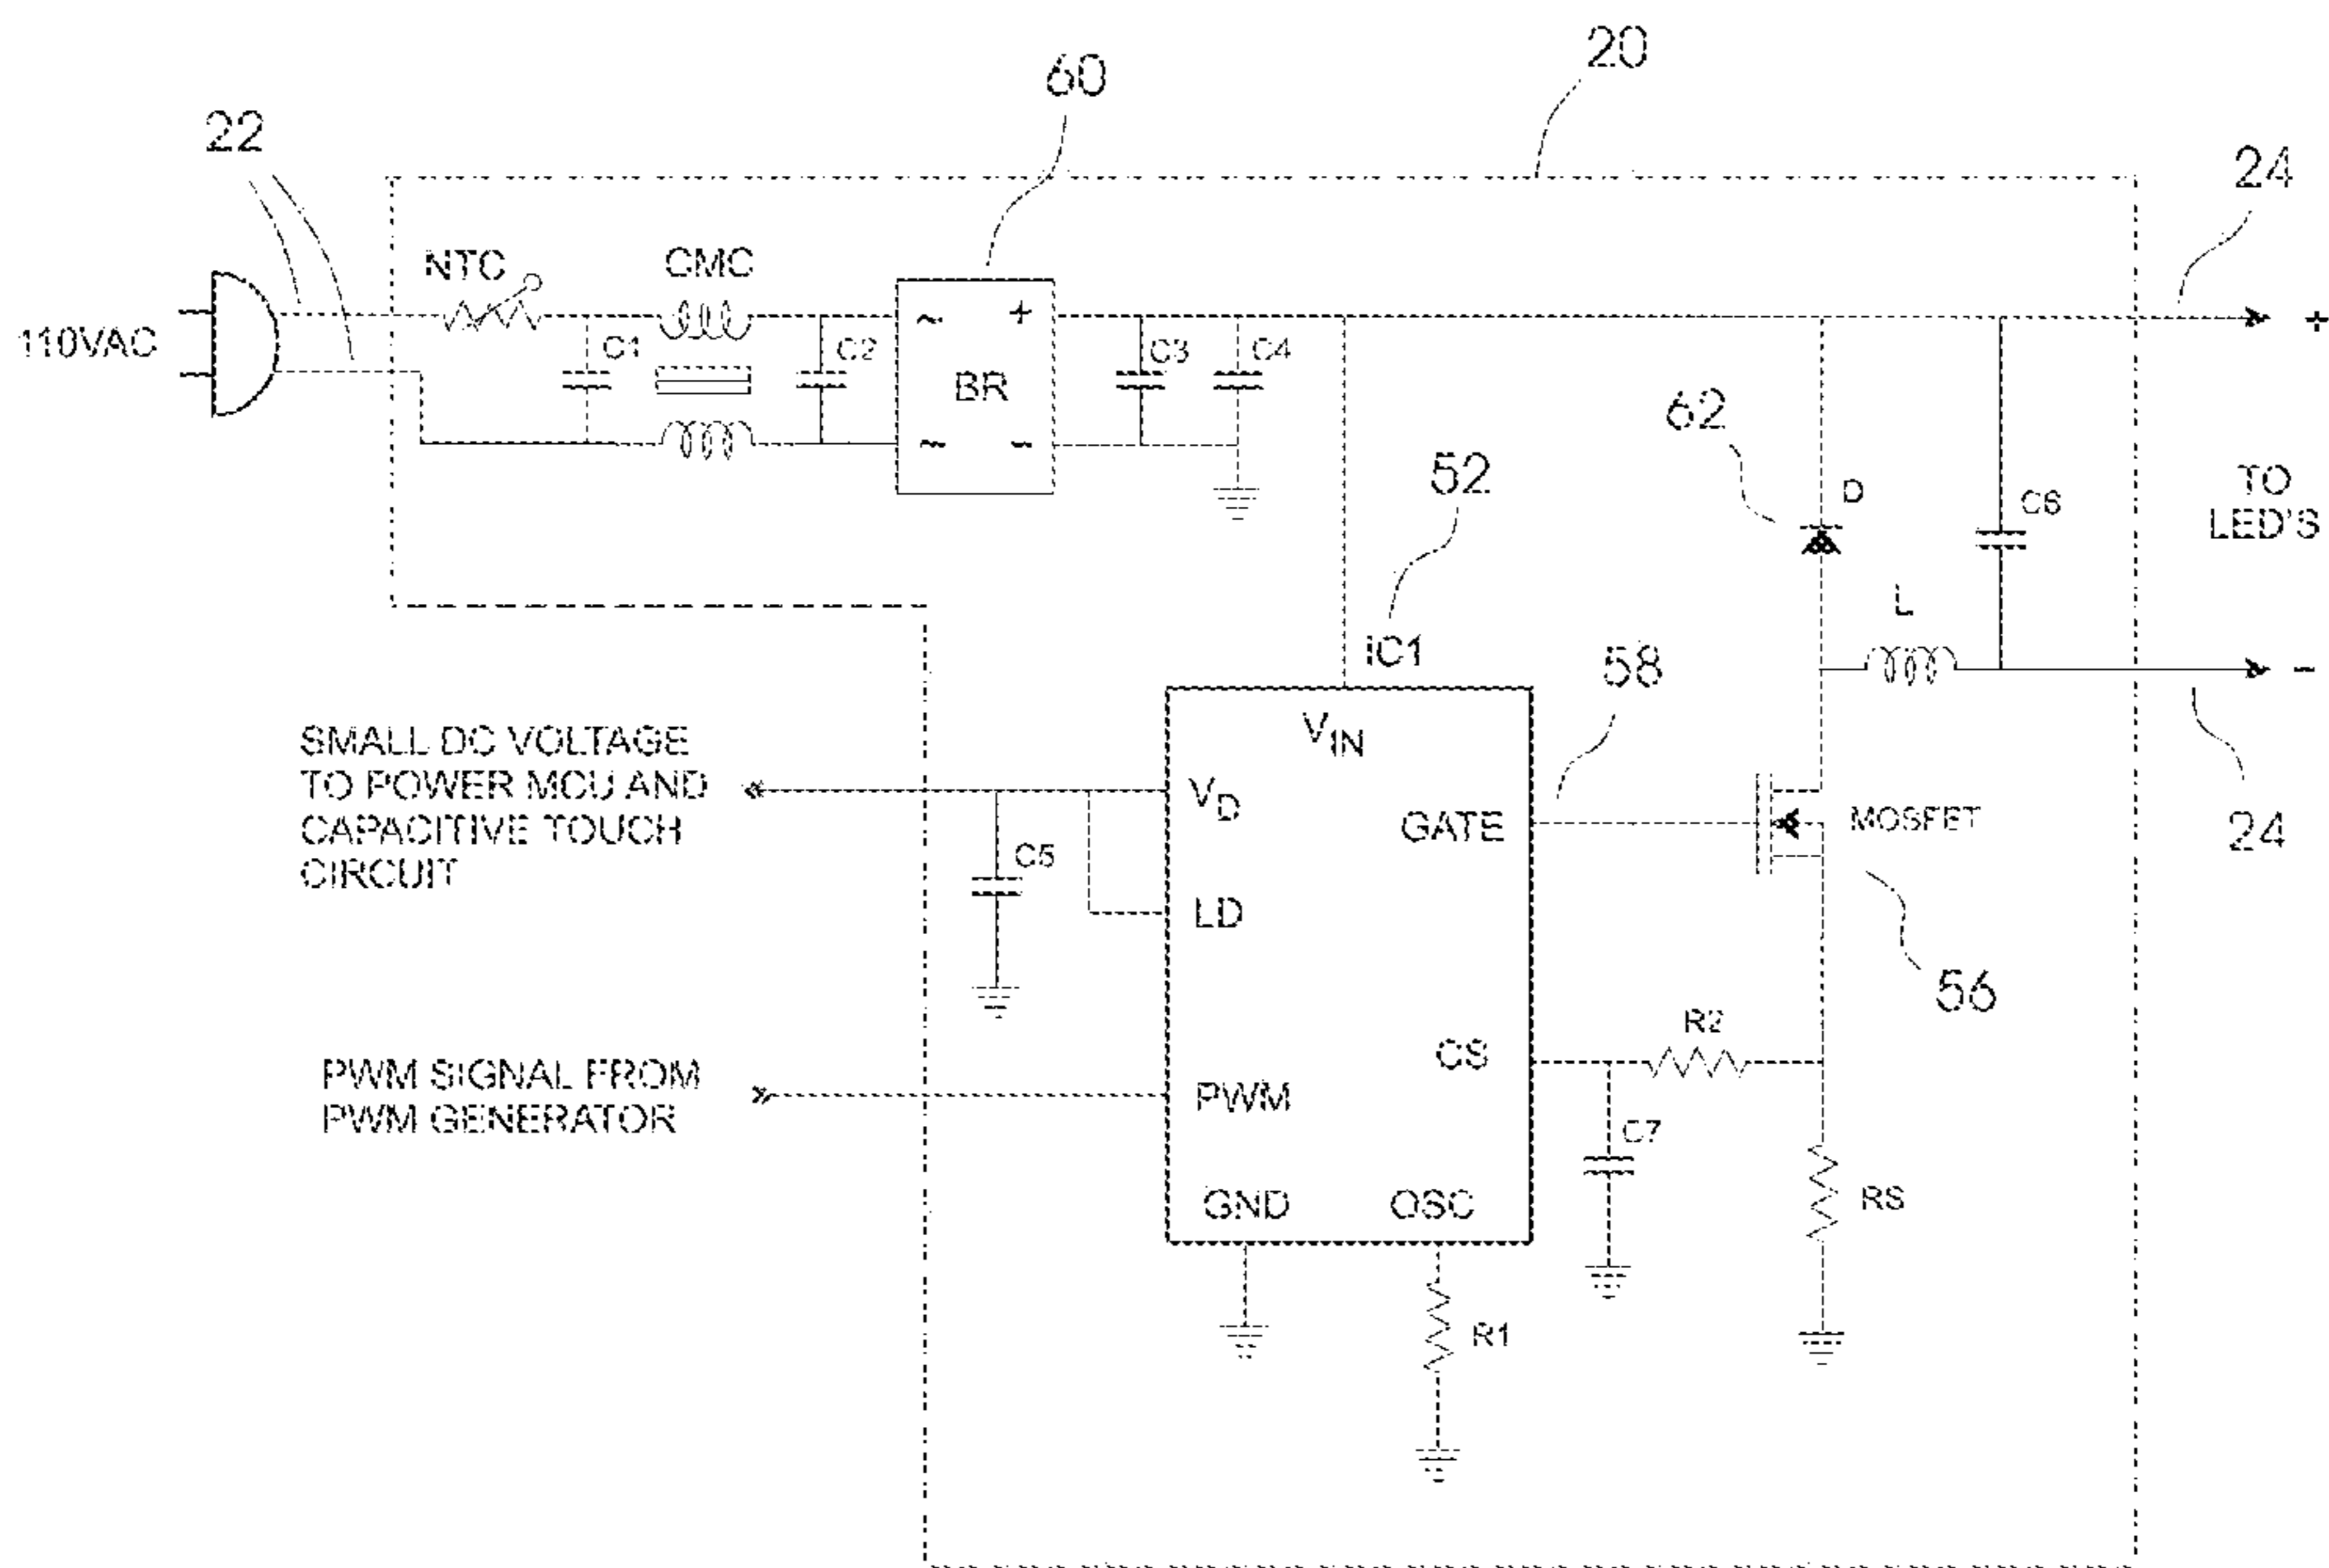 20
60
22
24
NTC
CMC
110VAC
C1
C2
~
+
BR
~
-
C3
C4
+
62
D
C6
TO
LED'S
52
L
iC1
58
-
24
SMALL DC VOLTAGE
TO POWER MCU AND
CAPACITIVE TOUCH
CIRCUIT
VIN
VD
GATE
MOSFET
C5
LD
56
R2
CS
PWM SIGNAL FROM
PWM GENERATOR
PWM
C7
GND
OSC
RS
R1